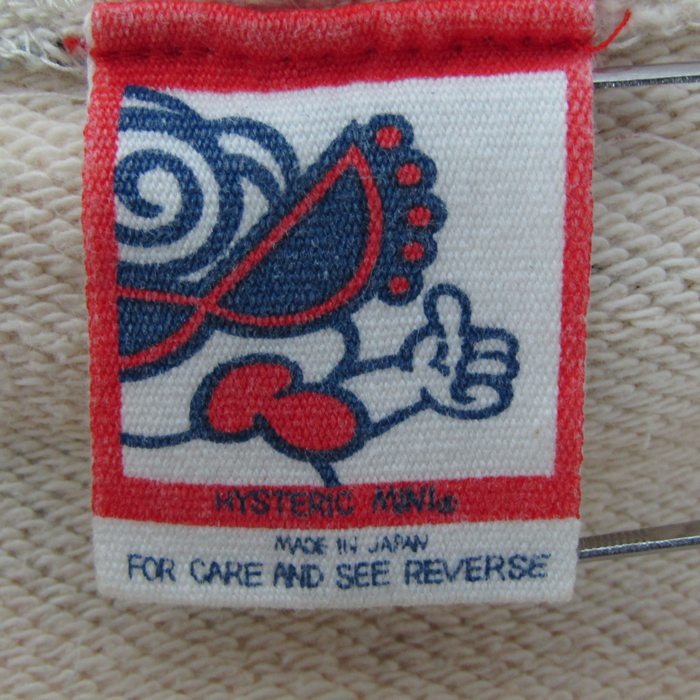 HYSTERIC MINI®
MADE IN JAPAN
FOR CARE AND SEE REVERSE